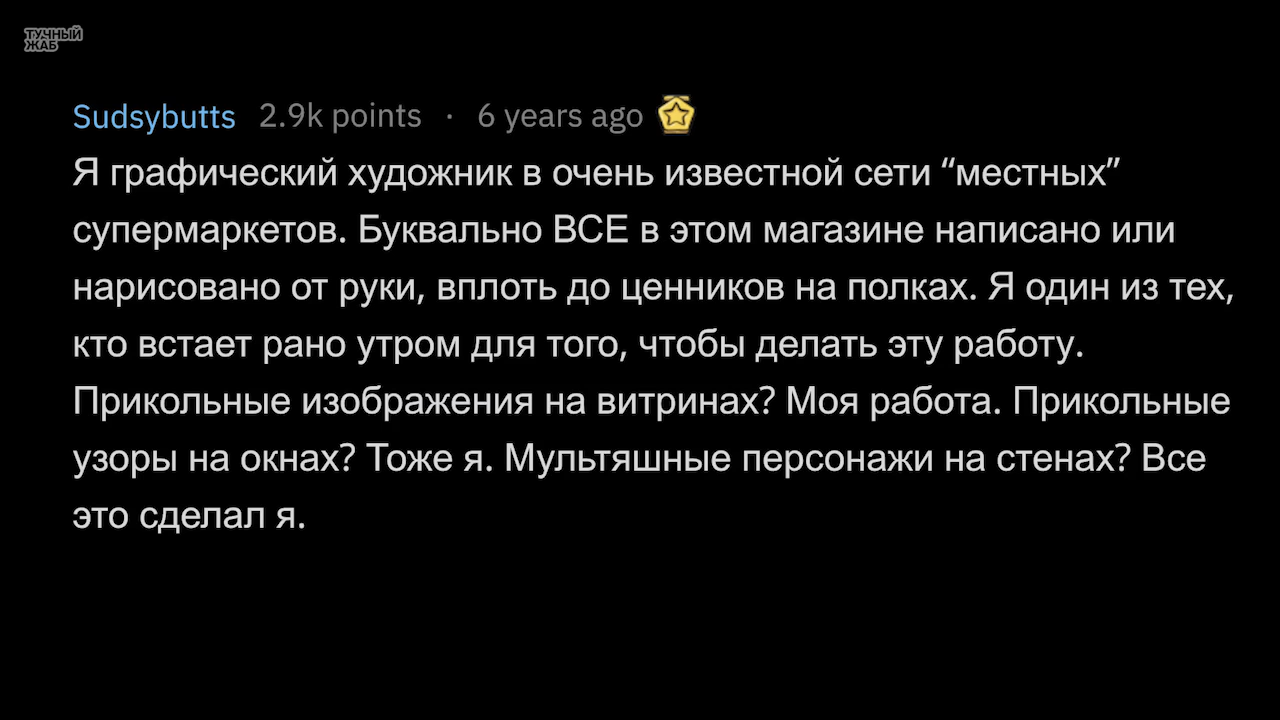 ТУЧНЫЙ
ЖАБ
Sudsybutts 2.9k points · 6 years ago
Я графический художник в очень известной сети “местных”
супермаркетов. Буквально ВСЕ в этом магазине написано или
нарисовано от руки, вплоть до ценников на полках. Я один из тех,
кто встает рано утром для того, чтобы делать эту работу.
Прикольные изображения на витринах? Моя работа. Прикольные
узоры на окнах? Тоже я. Мультяшные персонажи на стенах? Все
это сделал я.